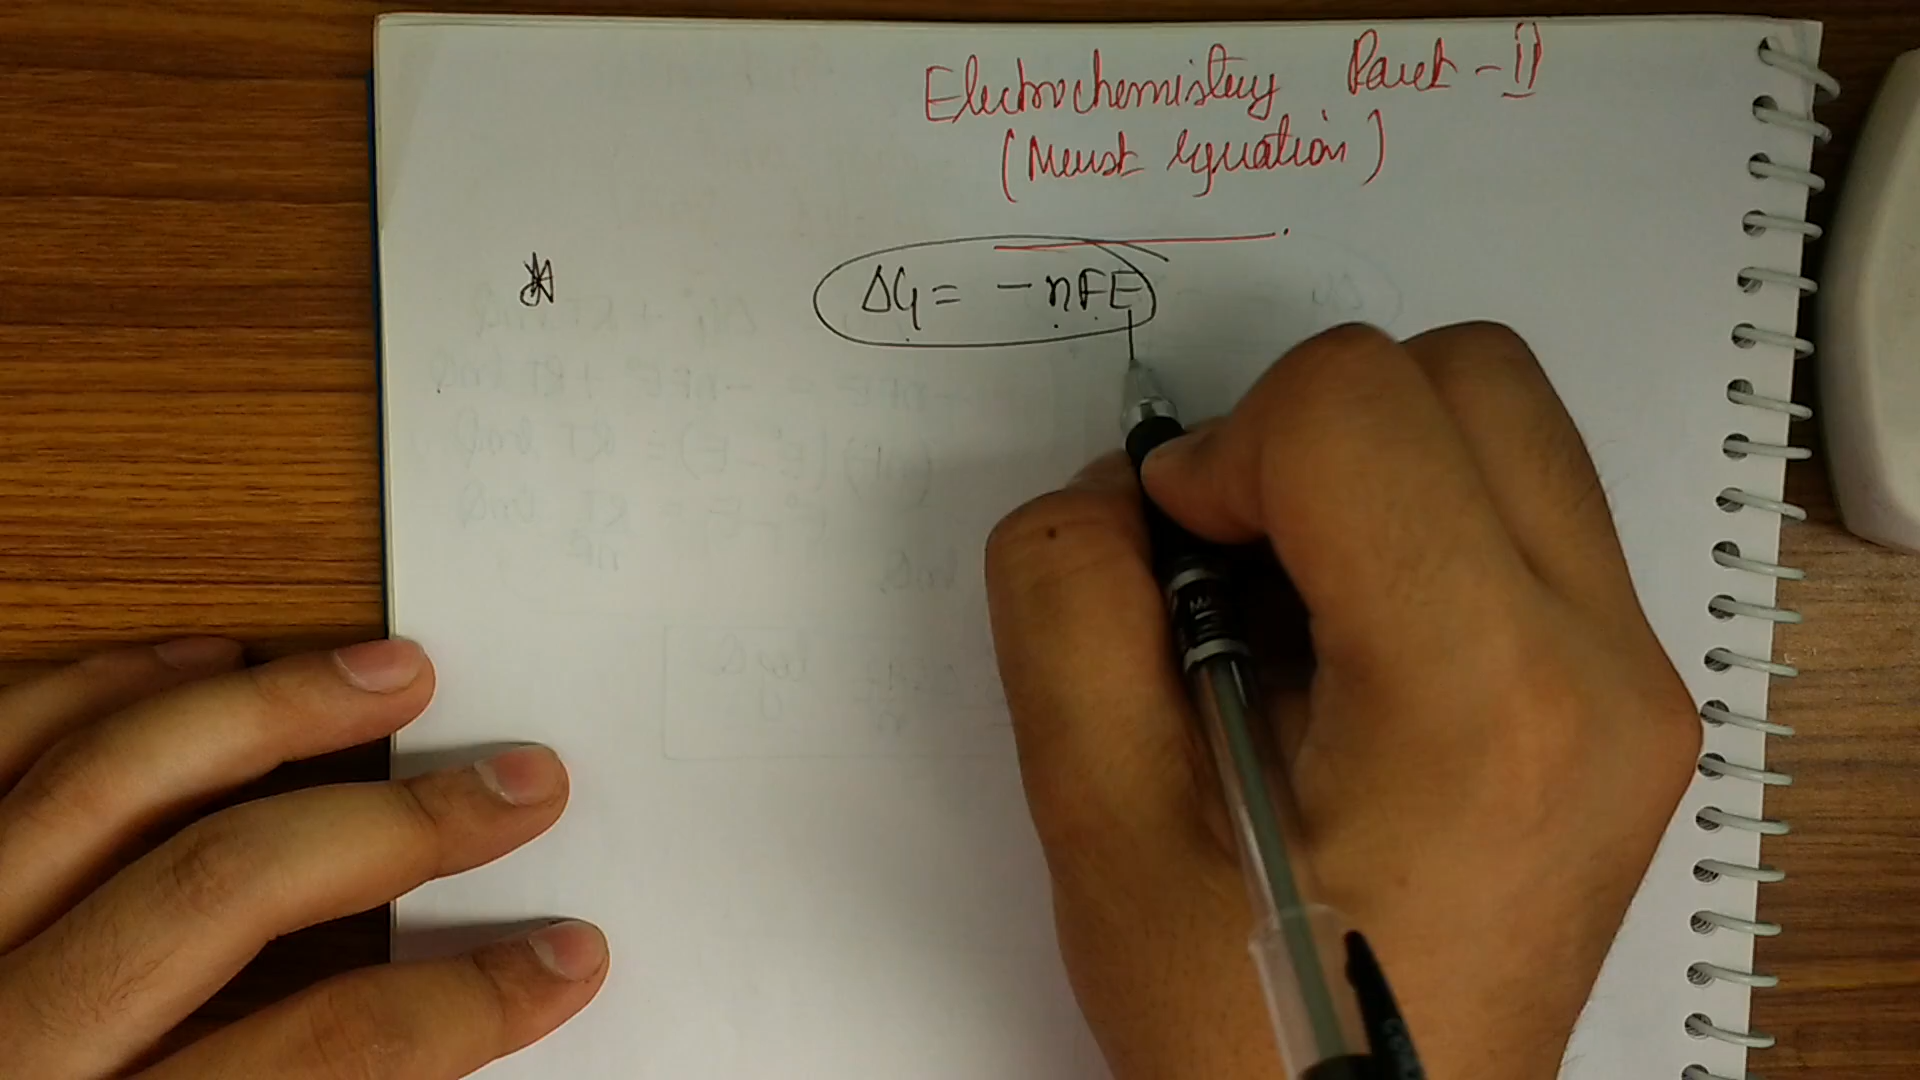 Electrochemistry Part - II
(Nernst equation)
ΔG = - nFE